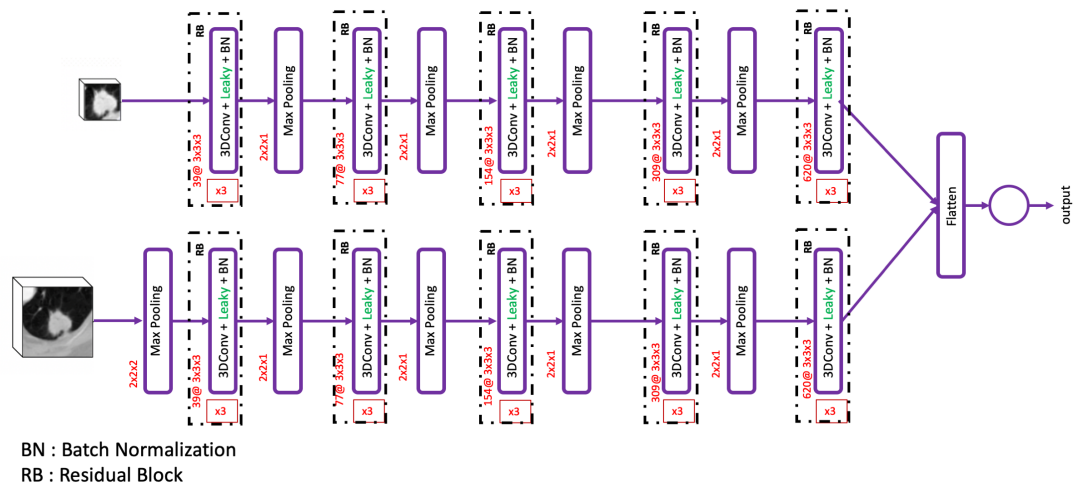 RB
3DConv + Leaky + BN
39@ 3x3x3
x3
Max Pooling
2x2x1
RB
3DConv + Leaky + BN
77@ 3x3x3
x3
Max Pooling
2x2x1
RB
3DConv + Leaky + BN
154@ 3x3x3
x3
Max Pooling
2x2x1
RB
3DConv + Leaky + BN
309@ 3x3x3
x3
Max Pooling
2x2x1
RB
3DConv + Leaky + BN
620@ 3x3x3
x3
Flatten
output
Max Pooling
2x2x2
RB
3DConv + Leaky + BN
39@ 3x3x3
x3
Max Pooling
2x2x1
RB
3DConv + Leaky + BN
77@ 3x3x3
x3
Max Pooling
2x2x1
RB
3DConv + Leaky + BN
154@ 3x3x3
x3
Max Pooling
2x2x1
RB
3DConv + Leaky + BN
309@ 3x3x3
x3
Max Pooling
2x2x1
RB
3DConv + Leaky + BN
620@ 3x3x3
x3
BN : Batch Normalization
RB : Residual Block